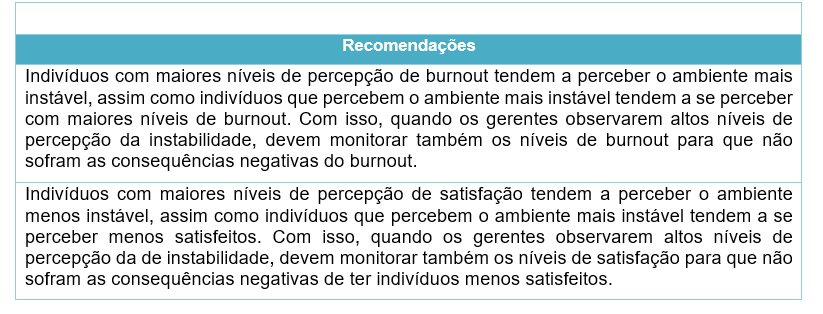 Recomendações
Indivíduos com maiores níveis de percepção de burnout tendem a perceber o ambiente mais
instável, assim como indivíduos que percebem o ambiente mais instável tendem a se perceber
com maiores níveis de burnout. Com isso, quando os gerentes observarem altos níveis de
percepção da instabilidade, devem monitorar também os níveis de burnout para que não
sofram as consequências negativas do burnout.
Indivíduos com maiores níveis de percepção de satisfação tendem a perceber o ambiente
menos instável, assim como indivíduos que percebem o ambiente mais instável tendem a se
perceber menos satisfeitos. Com isso, quando os gerentes observarem altos níveis de
percepção da de instabilidade, devem monitorar também os níveis de satisfação para que não
sofram as consequências negativas de ter indivíduos menos satisfeitos.